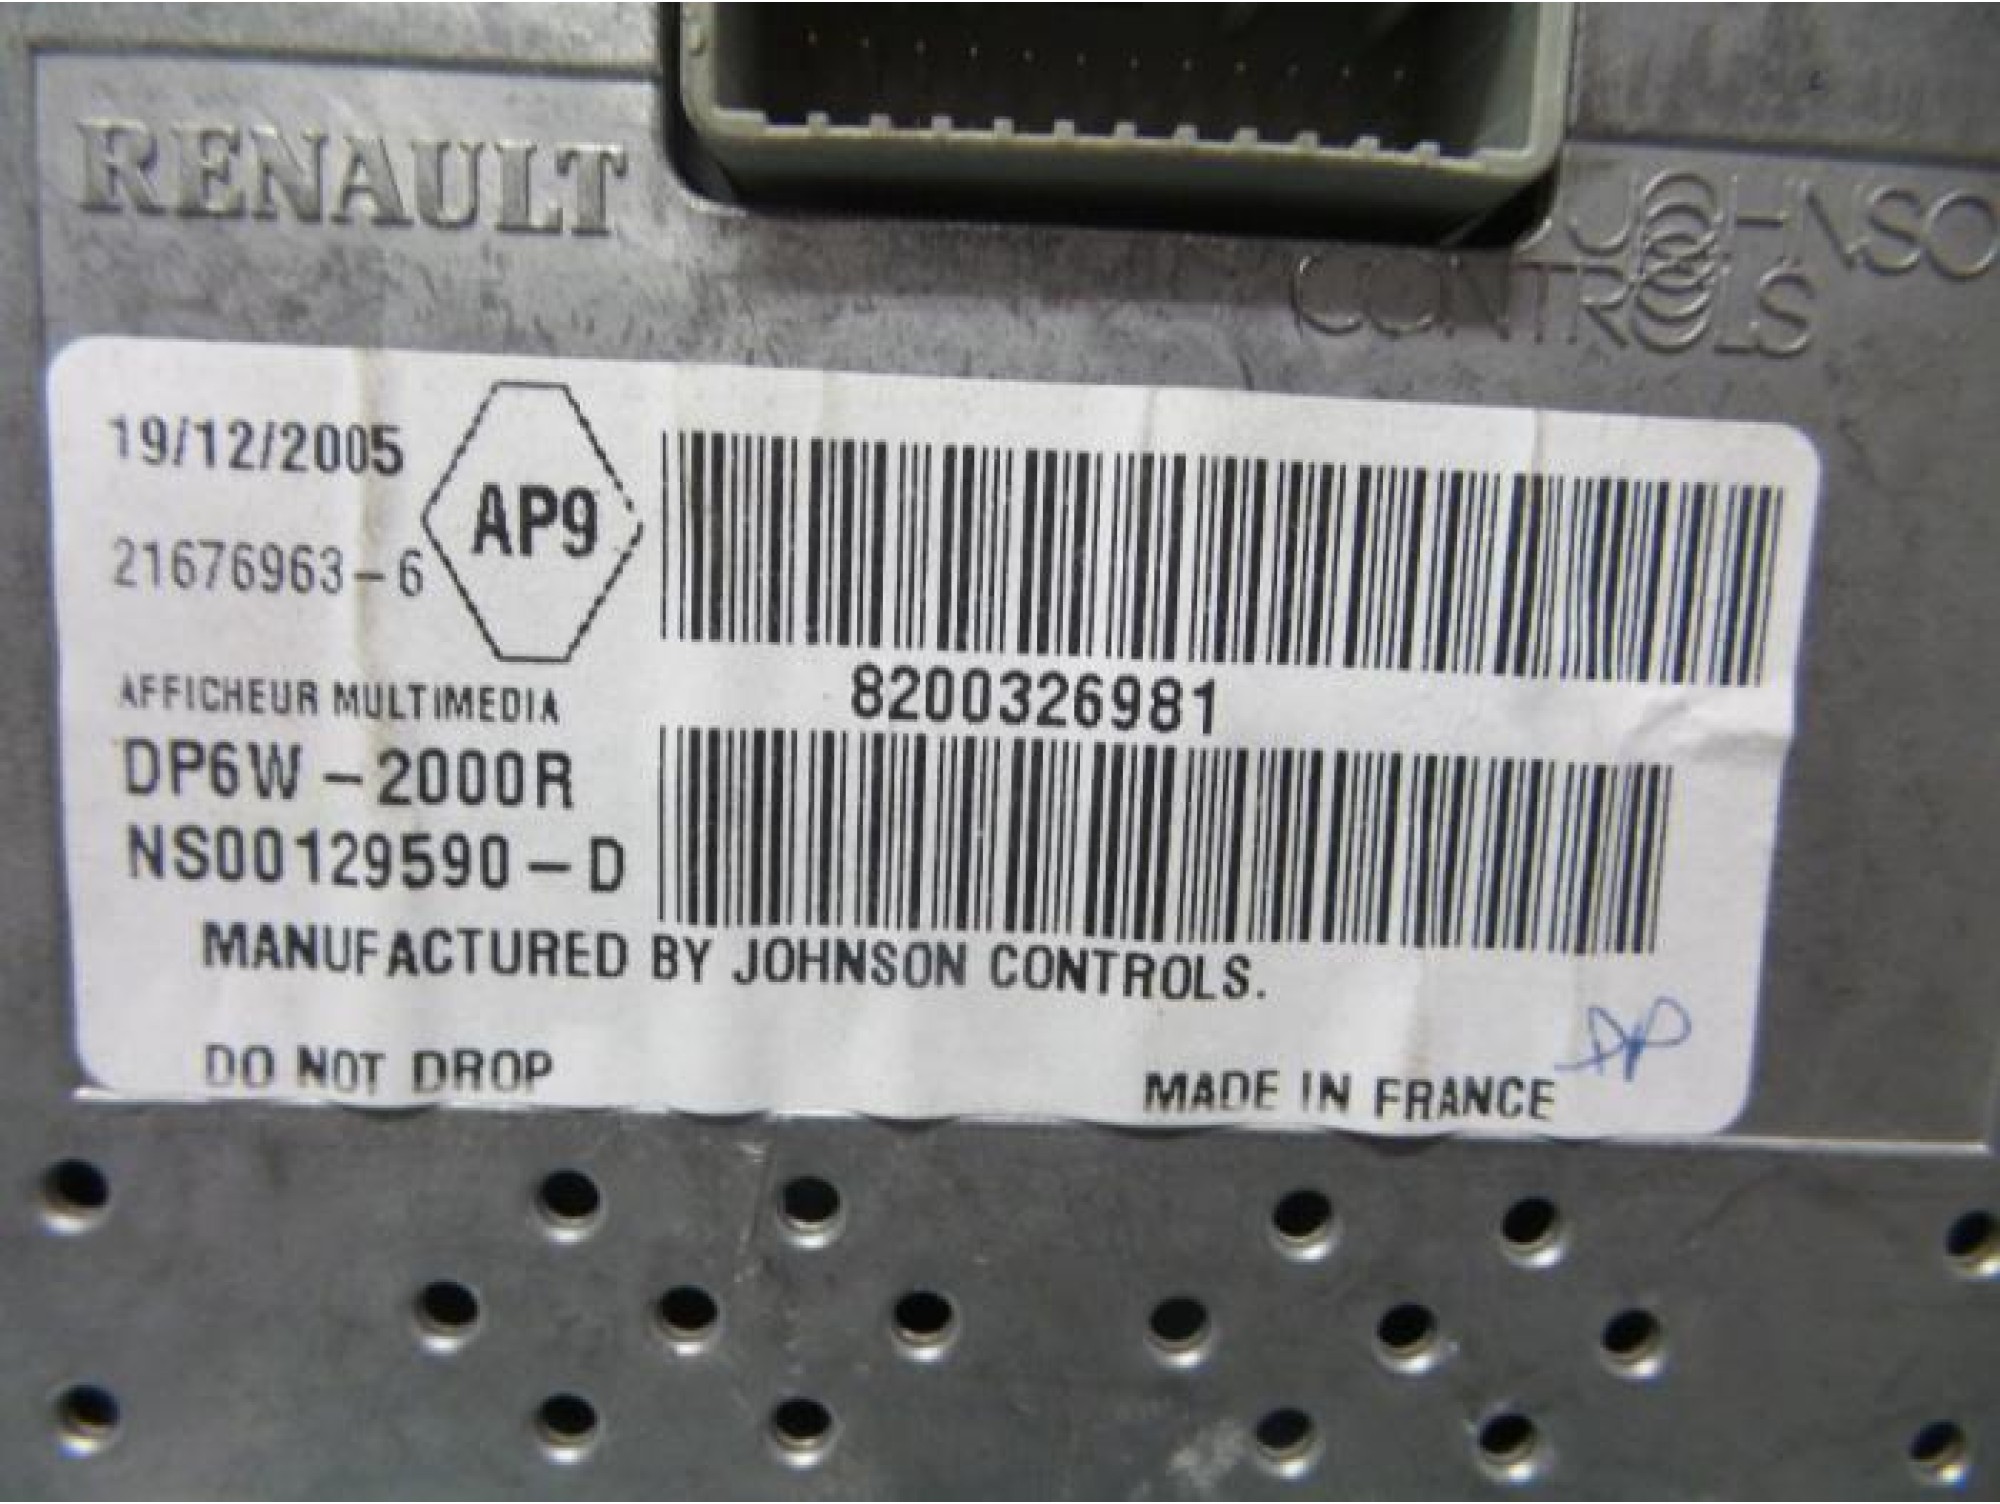 RENAULT
JOHNSO
CONTROLS
19/12/2005
AP9
21676963-6
8200326981
AFFICHEUR MULTIMEDIA
DP6W-2000R
NS00129590-D
MANUFACTURED BY JOHNSON CONTROLS.
DO NOT DROP
MADE IN FRANCE